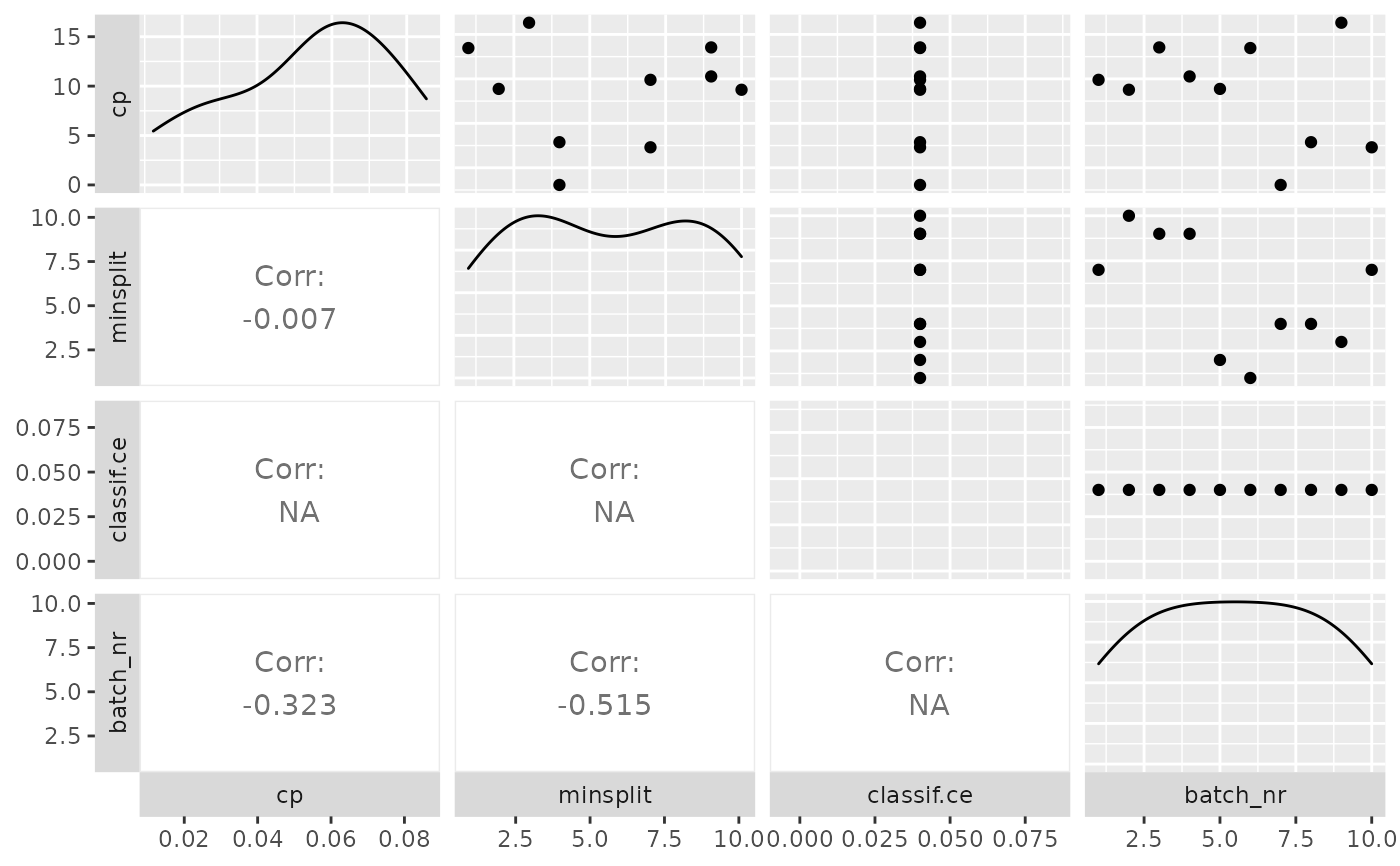 15
10
5
0
cp
10.0
7.5
5.0
2.5
minsplit
Corr:
-0.007
0.075
0.050
0.025
0.000
classif.ce
Corr:
NA
Corr:
NA
10.0
7.5
5.0
2.5
batch_nr
Corr:
-0.323
Corr:
-0.515
Corr:
NA
cp
minsplit
classif.ce
batch_nr
0.02 0.04 0.06 0.08
2.5 5.0 7.5 10.0
0.000 0.025 0.050 0.075
2.5 5.0 7.5 10.0